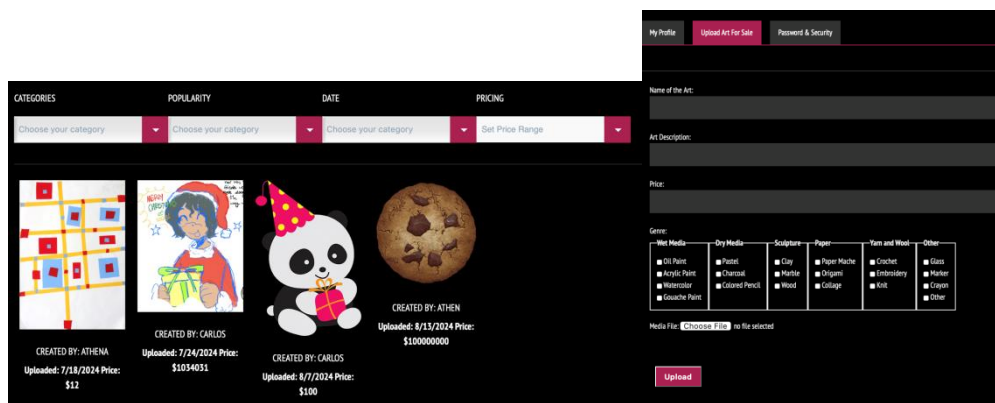 CATEGORIES POPULARITY DATE PRICING
Choose your category Choose your category Choose your category Set Price Range
MERRY
CREATED BY: ATHENA
Uploaded: 7/18/2024 Price:
$12
CREATED BY: CARLOS
Uploaded: 7/24/2024 Price:
$1034031
CREATED BY: CARLOS
Uploaded: 8/7/2024 Price:
$100
CREATED BY: ATHEN
Uploaded: 8/13/2024 Price:
$100000000
My Profile Upload Art For Sale Password & Security
Name of the Art:
Art Description:
Price:
Genre:
Wet Media Dry Media Sculpture Paper Yarn and Wool Other
Oil Paint Pastel Clay Paper Mache Crochet Glass
Acrylic Paint Charcoal Marble Origami Embroidery Marker
Watercolor Colored Pencil Wood Collage Knit Crayon
Gouache Paint Other
Media File: Choose File no file selected
Upload